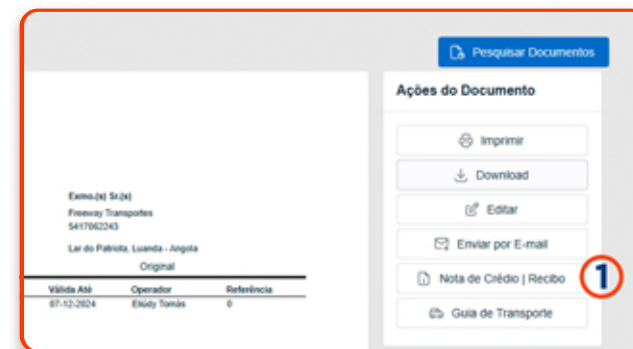 Pesquisar Documentos
Ações do Documento
Imprimir
Download
Editar
Enviar por E-mail
Nota de Crédito | Recibo
1
Guia de Transporte
Exmo.(s) Sr.(s)
Freeway Transportes
5417062243
Lar do Patriota, Luanda - Angola
Original
Válida Até Operador Referência
07-12-2024 Eliúdy Tomás 0